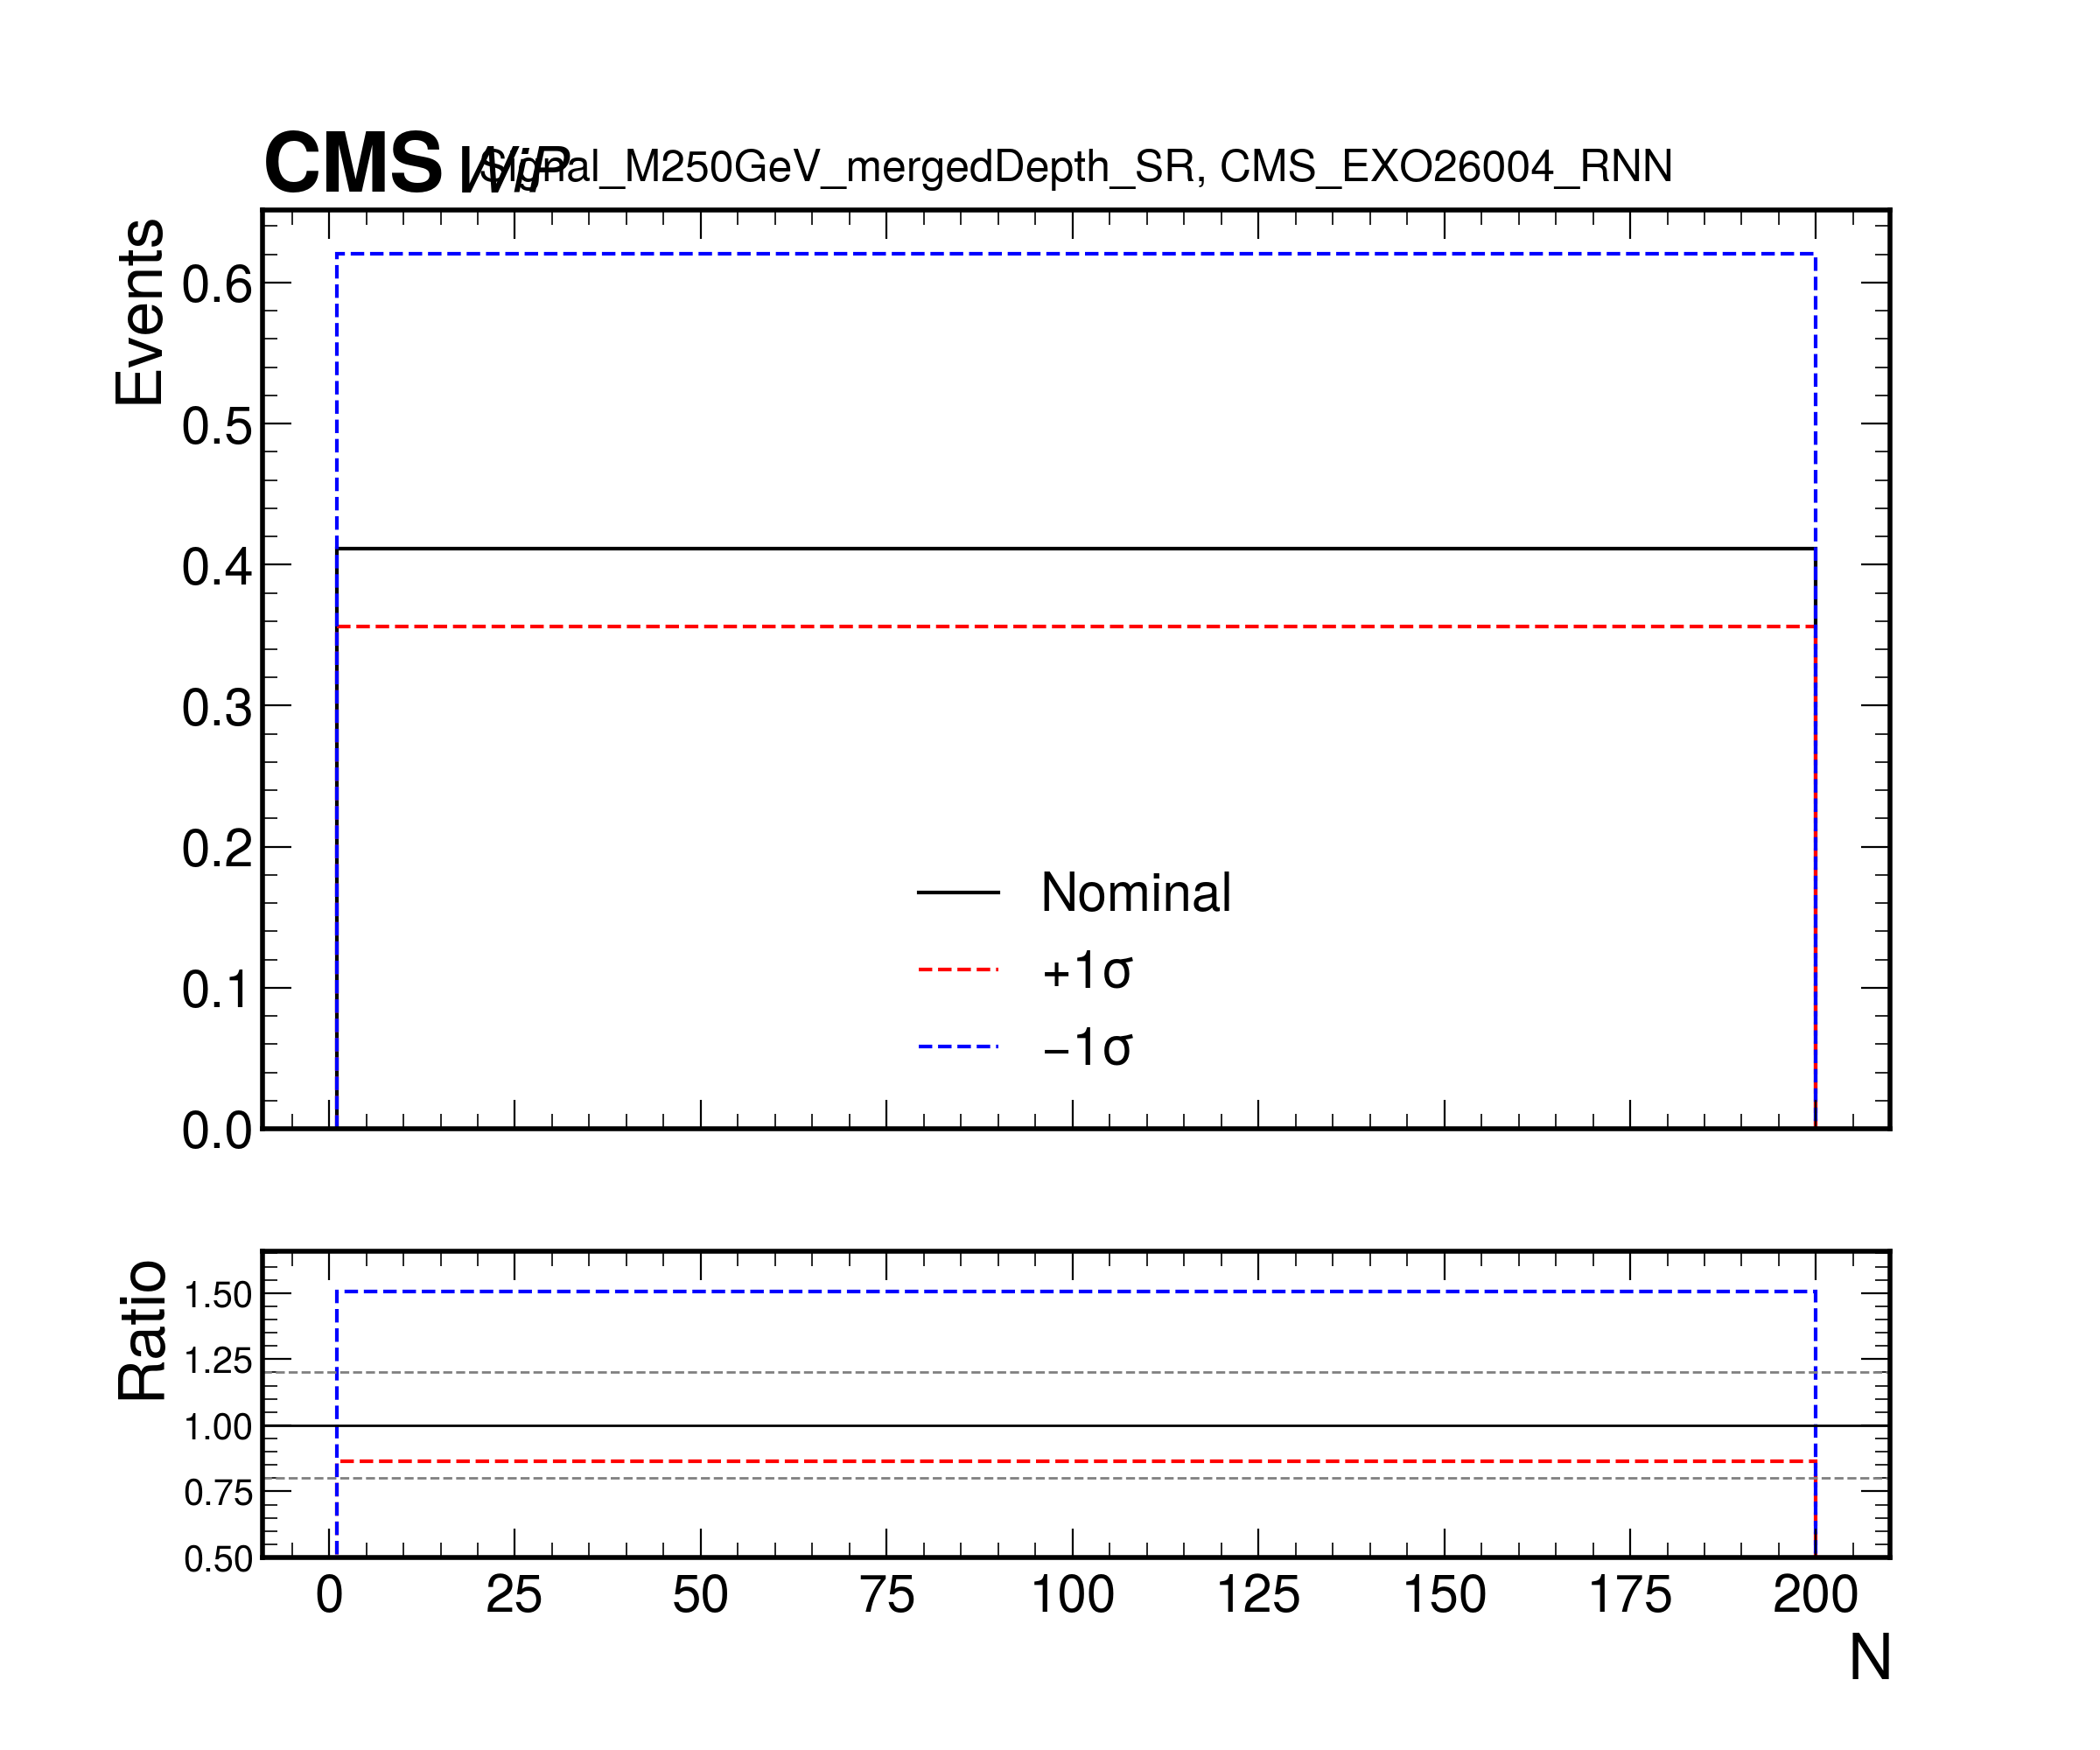 CMS WiP Signal_M250GeV_mergedDepth_SR, CMS_EXO26004_RNN
Events
0.6
0.5
0.4
0.3
0.2
0.1
0.0
Nominal
+1σ
−1σ
Ratio
1.50
1.25
1.00
0.75
0.50
0 25 50 75 100 125 150 175 200
N